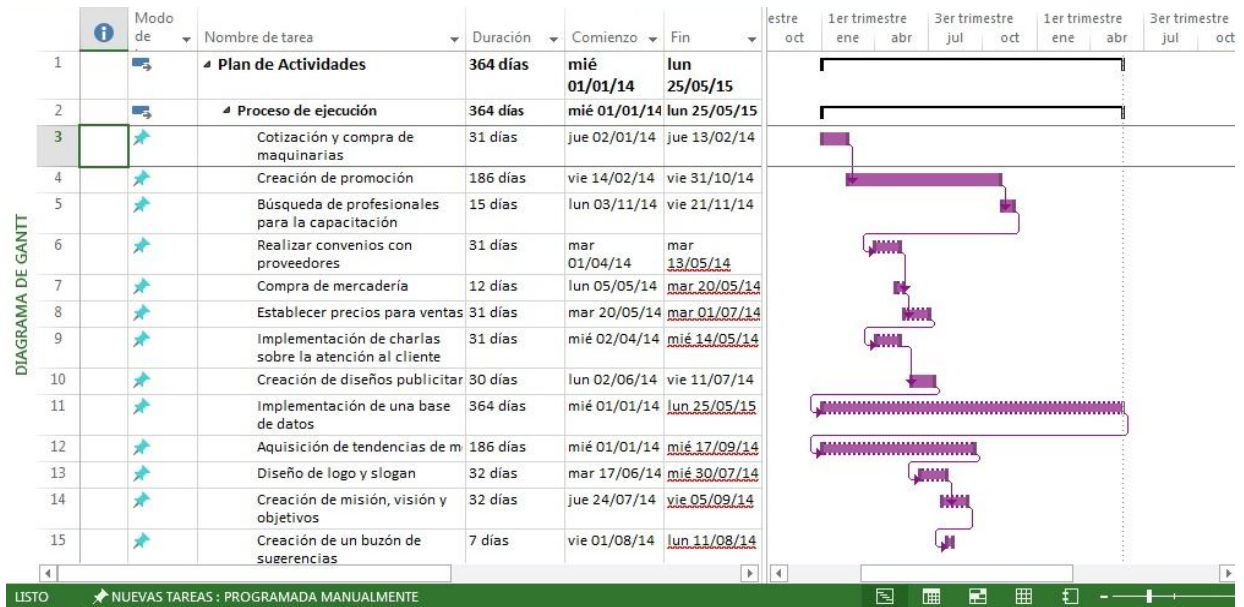 Modo de
Nombre de tarea Duración Comienzo Fin
estre 1er trimestre 3er trimestre 1er trimestre 3er trimestre
oct ene abr jul oct ene abr jul oct
1 Plan de Actividades 364 días mié 01/01/14 lun 25/05/15
2 Proceso de ejecución 364 días mié 01/01/14 lun 25/05/15
3 Cotización y compra de maquinarias 31 días jue 02/01/14 jue 13/02/14
4 Creación de promoción 186 días vie 14/02/14 vie 31/10/14
5 Búsqueda de profesionales para la capacitación 15 días lun 03/11/14 vie 21/11/14
6 Realizar convenios con proveedores 31 días mar 01/04/14 mar 13/05/14
7 Compra de mercadería 12 días lun 05/05/14 mar 20/05/14
8 Establecer precios para ventas 31 días mar 20/05/14 mar 01/07/14
9 Implementación de charlas sobre la atención al cliente 31 días mié 02/04/14 mié 14/05/14
10 Creación de diseños publicitar 30 días lun 02/06/14 vie 11/07/14
11 Implementación de una base de datos 364 días mié 01/01/14 lun 25/05/15
12 Aquisición de tendencias de m 186 días mié 01/01/14 mié 17/09/14
13 Diseño de logo y slogan 32 días mar 17/06/14 mié 30/07/14
14 Creación de misión, visión y objetivos 32 días jue 24/07/14 vie 05/09/14
15 Creación de un buzón de sugerencias 7 días vie 01/08/14 lun 11/08/14
DIAGRAMA DE GANTT
LISTO NUEVAS TAREAS : PROGRAMADA MANUALMENTE